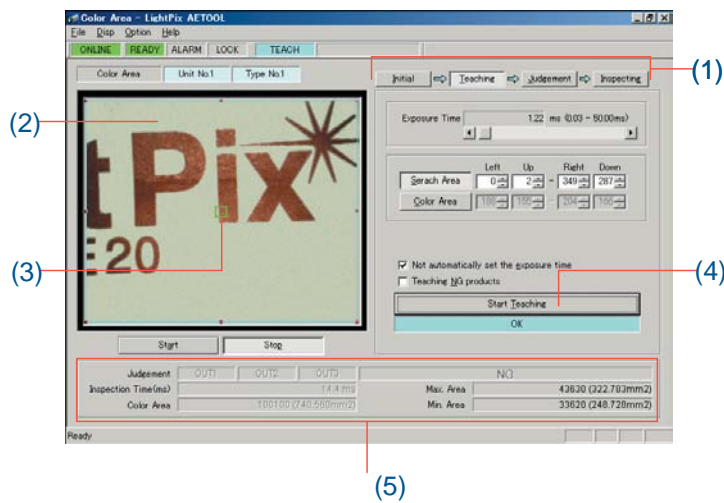 Color Area - LightPix AETOOL
File Disp Option Help
ONLINE READY ALARM LOCK TEACH
Color Area Unit No.1 Type No.1
Initial Teaching Judgement Inspecting
(1)
(2)
Exposure Time 1.22 ms (0.03 - 50.00ms)
t Pix
E20
Left Up Right Down
Serach Area 0 2 - 349 287
Color Area 188 165 - 204 166
(3)
Not automatically set the exposure time
Teaching NG products
(4)
Start Teaching
OK
Start Stop
Judgement OUT1 OUT2 OUT3 NG
Inspection Time(ms) 14.4 ms Max. Area 43630 (322.783mm2)
Color Area 100100 (740.560mm2) Min. Area 33620 (248.728mm2)
Ready
(5)